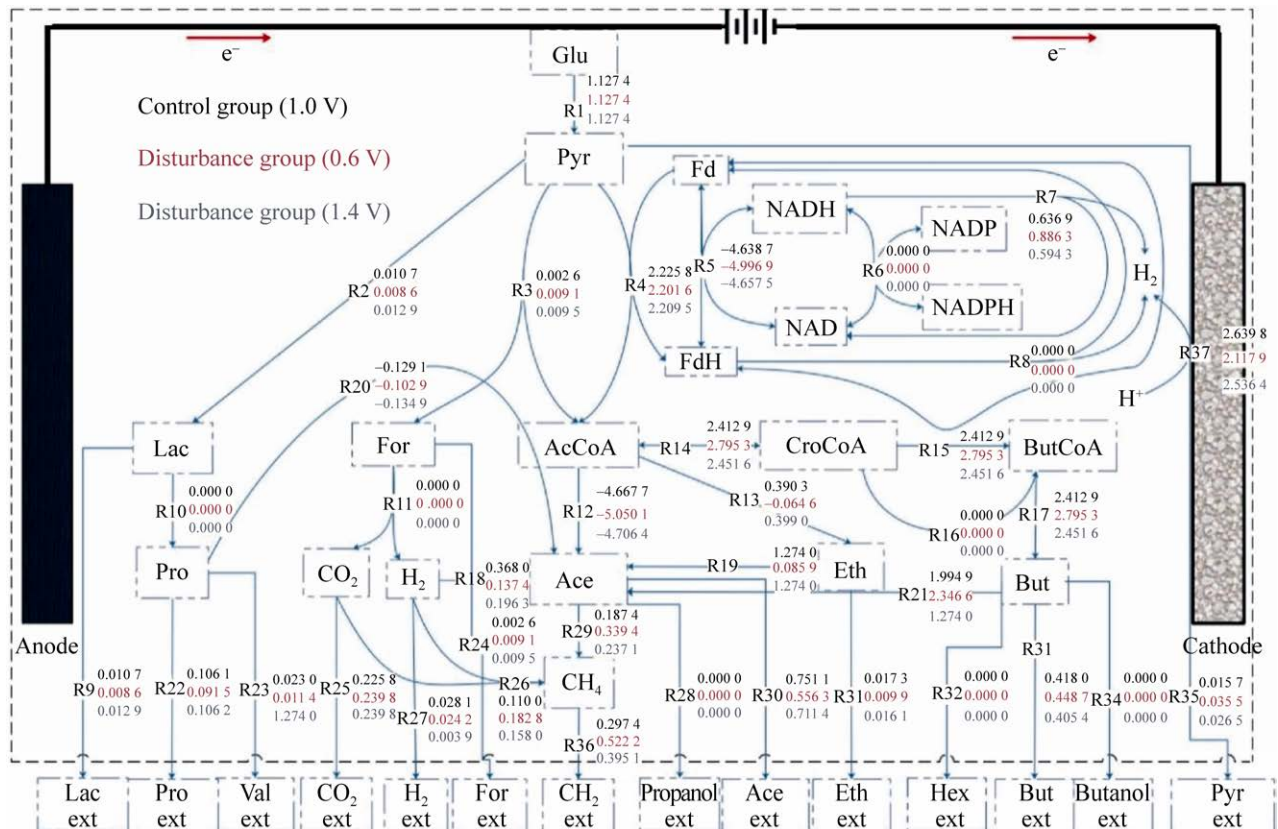 e⁻
e⁻
Glu
1.127 4
R1
1.127 4
1.127 4
Control group (1.0 V)
Disturbance group (0.6 V)
Disturbance group (1.4 V)
Pyr
Fd
NADH
NADP
NAD
NADPH
FdH
H₂
H⁺
R7
0.636 9
0.886 3
0.594 3
R2
0.010 7
0.008 6
0.012 9
R3
0.002 6
0.009 1
0.009 5
R4
2.225 8
2.201 6
2.209 5
R5
−4.638 7
−4.996 9
−4.657 5
R6
0.000 0
0.000 0
0.000 0
R8
0.000 0
0.000 0
0.000 0
R37
2.639 8
2.117 9
2.536 4
R20
−0.129 1
−0.102 9
−0.134 9
Lac
For
AcCoA
R14
2.412 9
2.795 3
2.451 6
CroCoA
R15
2.412 9
2.795 3
2.451 6
ButCoA
R10
0.000 0
0.000 0
0.000 0
R11
0.000 0
0 .000 0
0.000 0
R12
−4.667 7
−5.050 1
−4.706 4
R13
0.390 3
−0.064 6
0.399 0
R16
0.000 0
0.000 0
0.000 0
R17
2.412 9
2.795 3
2.451 6
Pro
CO₂
H₂
R18
0.368 0
0.137 4
0.196 3
Ace
R19
1.274 0
0.085 9
1.274 0
Eth
R21
1.994 9
2.346 6
1.274 0
But
Anode
Cathode
R24
0.002 6
0.009 1
0.009 5
R29
0.187 4
0.339 4
0.237 1
R31
CH₄
R9
0.010 7
0.008 6
0.012 9
R22
0.106 1
0.091 5
0.106 2
R23
0.023 0
0.011 4
1.274 0
R25
0.225 8
0.239 8
0.239 8
R27
0.028 1
0.024 2
0.003 9
R26
0.110 0
0.182 8
0.158 0
R36
0.297 4
0.522 2
0.395 1
R28
0.000 0
0.000 0
0.000 0
R30
0.751 1
0.556 3
0.711 4
R31
0.017 3
0.009 9
0.016 1
R32
0.000 0
0.000 0
0.000 0
0.418 0
0.448 7
0.405 4
R34
0.000 0
0.000 0
0.000 0
R35
0.015 7
0.035 5
0.026 5
Lac
ext
Pro
ext
Val
ext
CO₂
ext
H₂
ext
For
ext
CH₂
ext
Propanol
ext
Ace
ext
Eth
ext
Hex
ext
But
ext
Butanol
ext
Pyr
ext